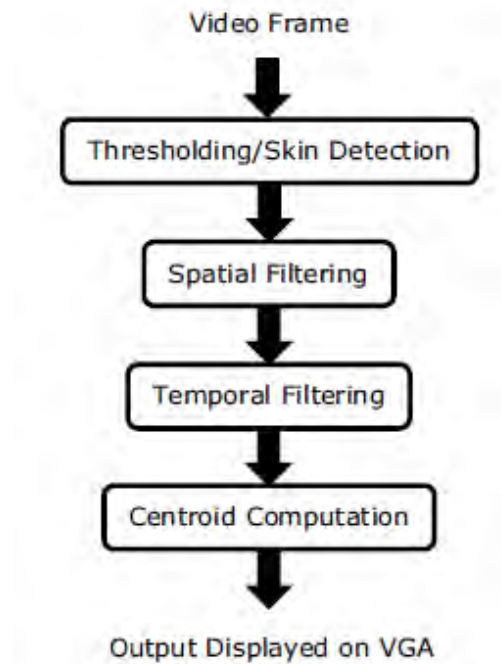 Video Frame
Thresholding/Skin Detection
Spatial Filtering
Temporal Filtering
Centroid Computation
Output Displayed on VGA